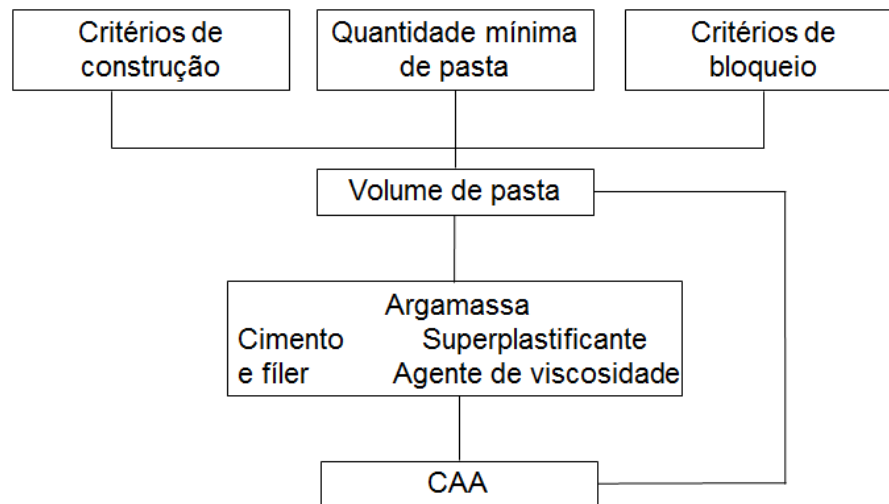 Critérios de
construção
Quantidade mínima
de pasta
Critérios de
bloqueio
Volume de pasta
Argamassa
Cimento Superplastificante
e fíler Agente de viscosidade
CAA